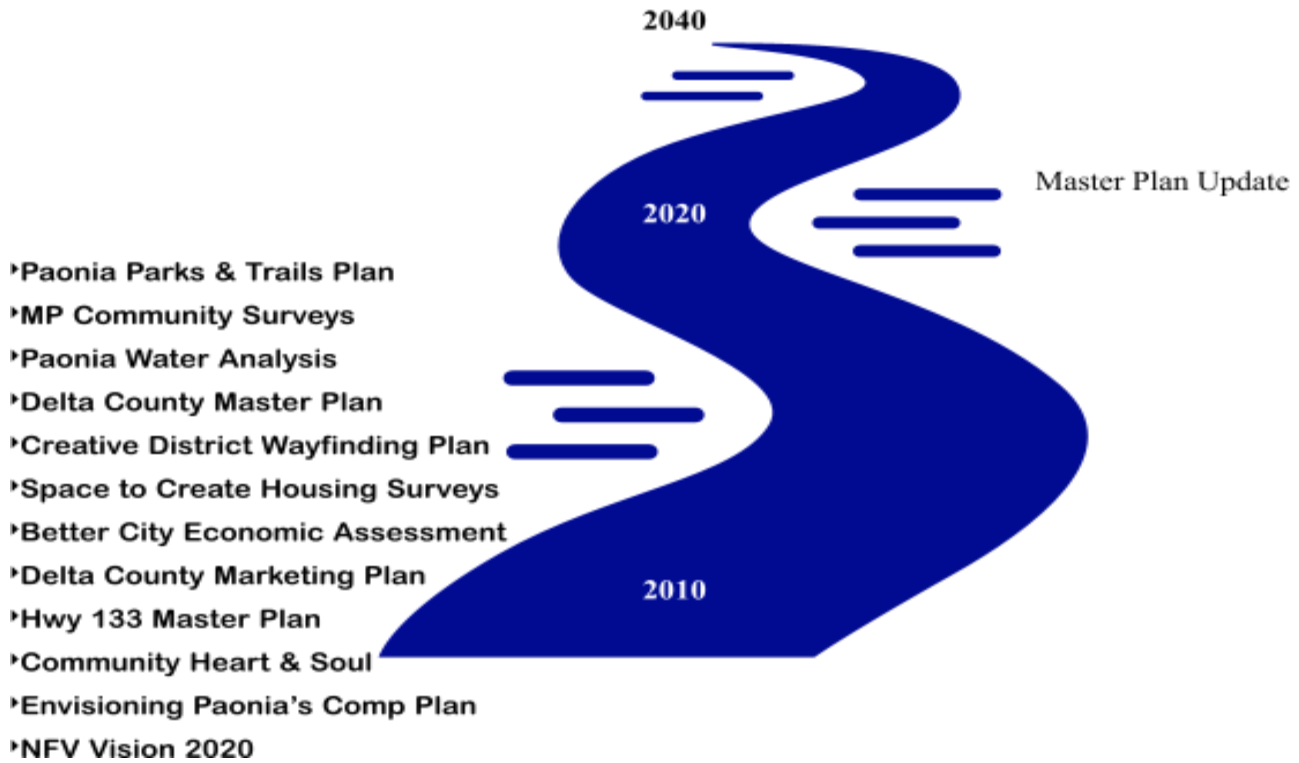 2040
Master Plan Update
2020
‣Paonia Parks & Trails Plan
‣MP Community Surveys
‣Paonia Water Analysis
‣Delta County Master Plan
‣Creative District Wayfinding Plan
‣Space to Create Housing Surveys
‣Better City Economic Assessment
‣Delta County Marketing Plan
2010
‣Hwy 133 Master Plan
‣Community Heart & Soul
‣Envisioning Paonia’s Comp Plan
‣NFV Vision 2020